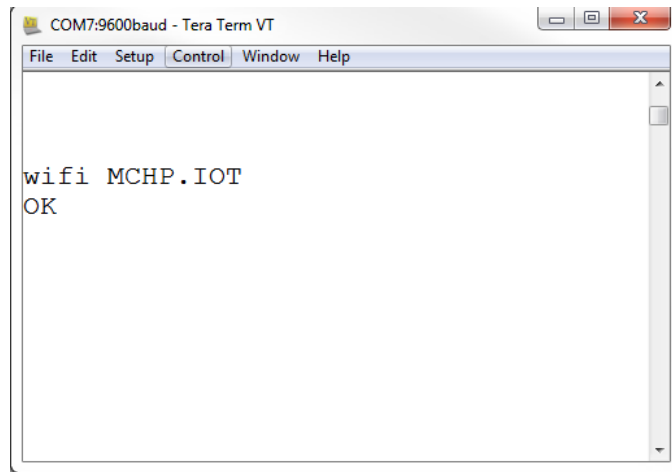 COM7:9600baud - Tera Term VT
File Edit Setup Control Window Help
wifi MCHP.IOT
OK